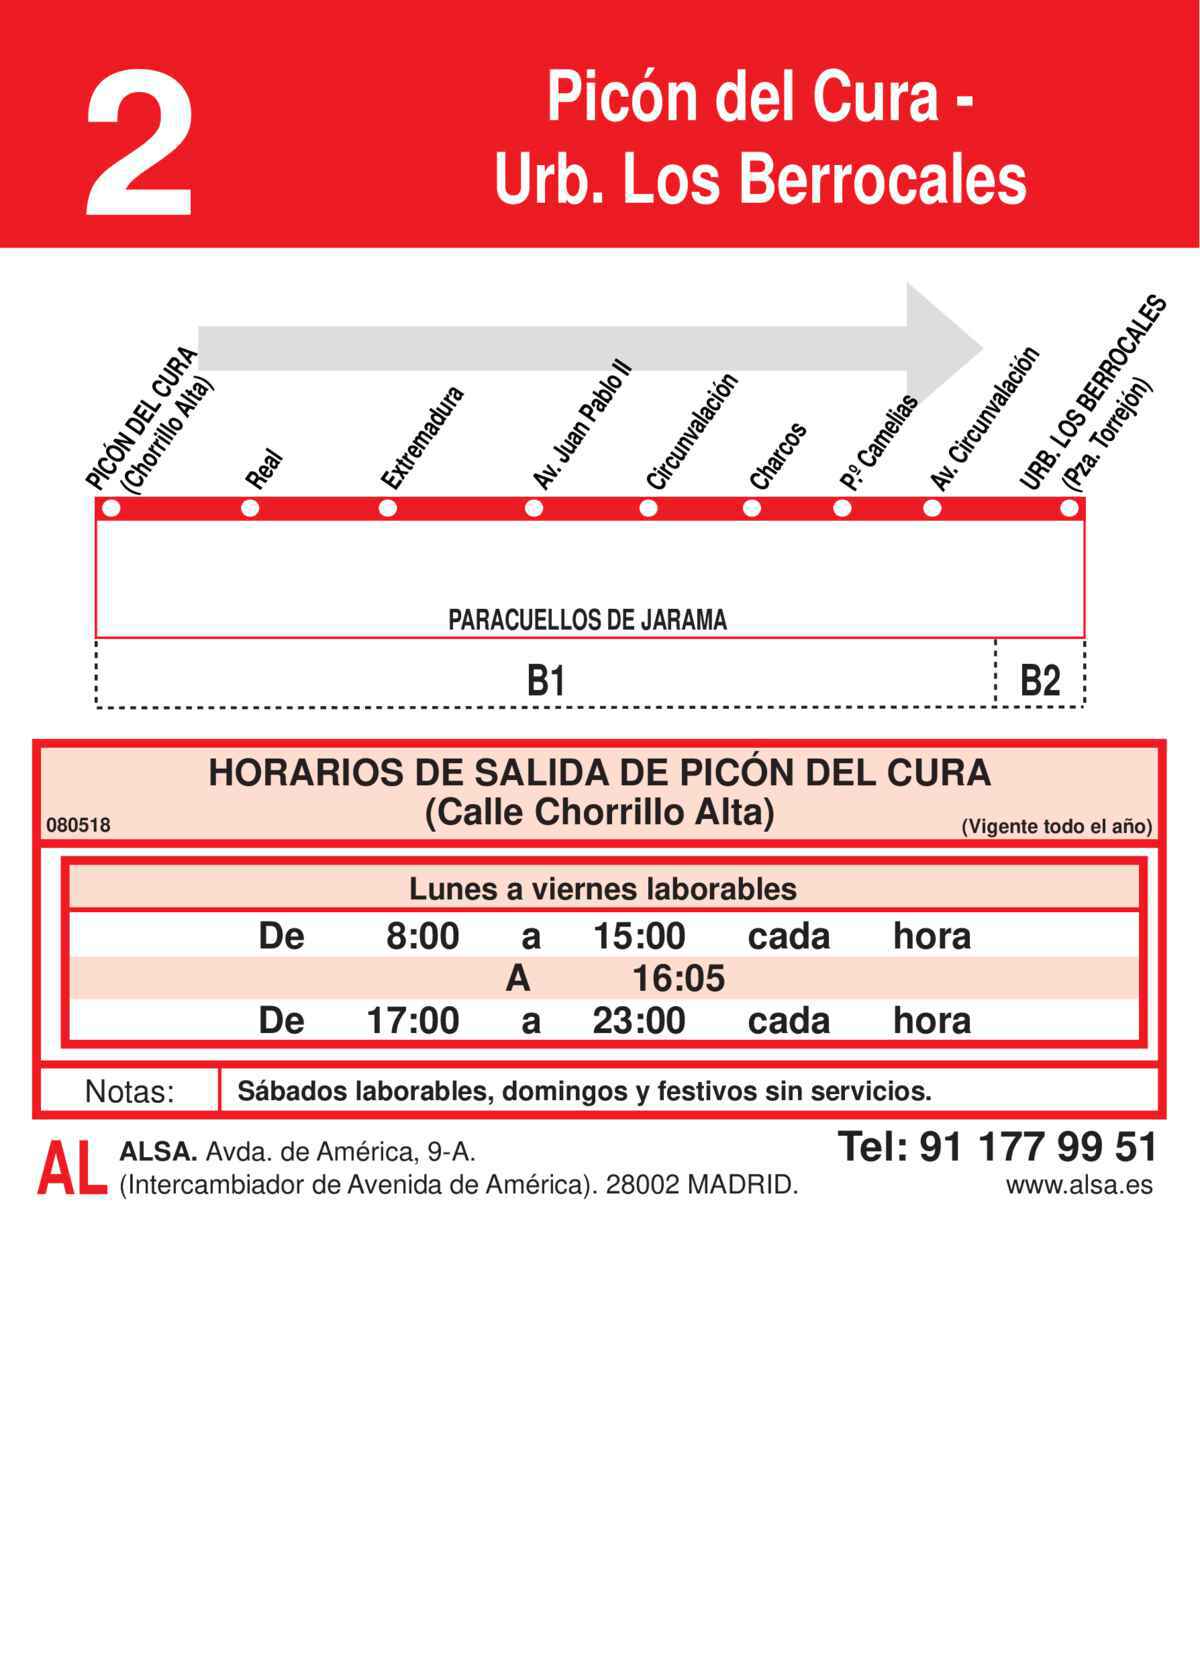 2
Picón del Cura -
Urb. Los Berrocales
PICÓN DEL CURA
(Chorrillo Alta)
Real
Extremadura
Av. Juan Pablo II
Circunvalación
Charcos
P.º Camelias
Av. Circunvalación
URB. LOS BERROCALES
(Pza. Torrejón)
PARACUELLOS DE JARAMA
B1 B2
HORARIOS DE SALIDA DE PICÓN DEL CURA
(Calle Chorrillo Alta)
080518 (Vigente todo el año)
Lunes a viernes laborables
De 8:00 a 15:00 cada hora
A 16:05
De 17:00 a 23:00 cada hora
Notas: Sábados laborables, domingos y festivos sin servicios.
AL ALSA. Avda. de América, 9-A. Tel: 91 177 99 51
(Intercambiador de Avenida de América). 28002 MADRID. www.alsa.es